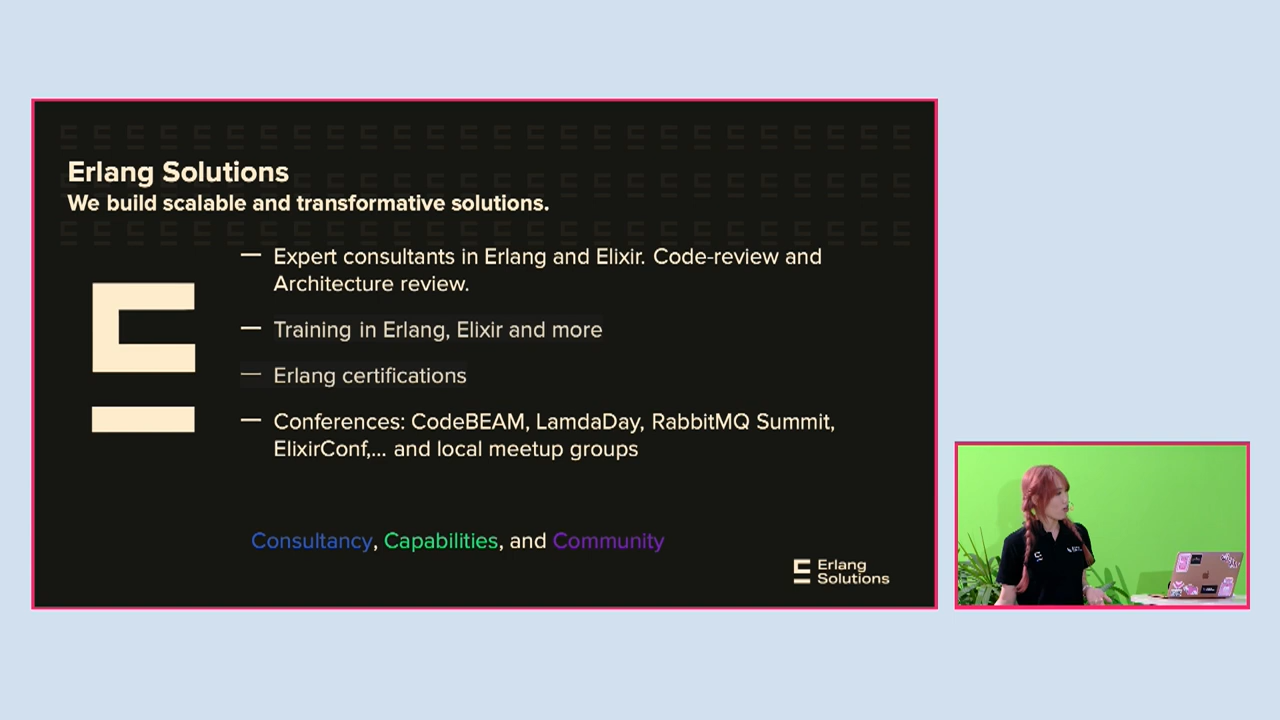 Erlang Solutions
We build scalable and transformative solutions.
— Expert consultants in Erlang and Elixir. Code-review and
Architecture review.
— Training in Erlang, Elixir and more
— Erlang certifications
— Conferences: CodeBEAM, LamdaDay, RabbitMQ Summit,
ElixirConf,... and local meetup groups
Consultancy, Capabilities, and Community
Erlang
Solutions